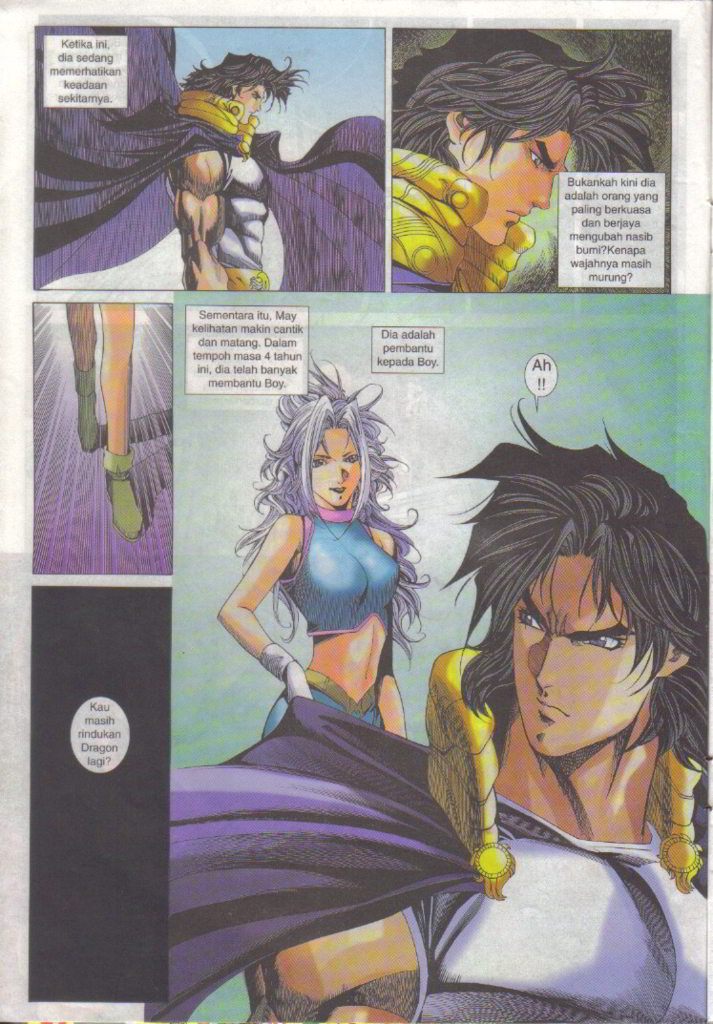 Ketika ini,
dia sedang
memerhatikan
keadaan
sekitarnya.
Bukankah kini dia
adalah orang yang
paling berkuasa
dan berjaya
mengubah nasib
bumi?Kenapa
wajahnya masih
murung?
Sementara itu, May
kelihatan makin cantik
dan matang. Dalam
tempoh masa 4 tahun
ini, dia telah banyak
membantu Boy.
Dia adalah
pembantu
kepada Boy.
Ah
!!
Kau
masih
rindukan
Dragon
lagi?